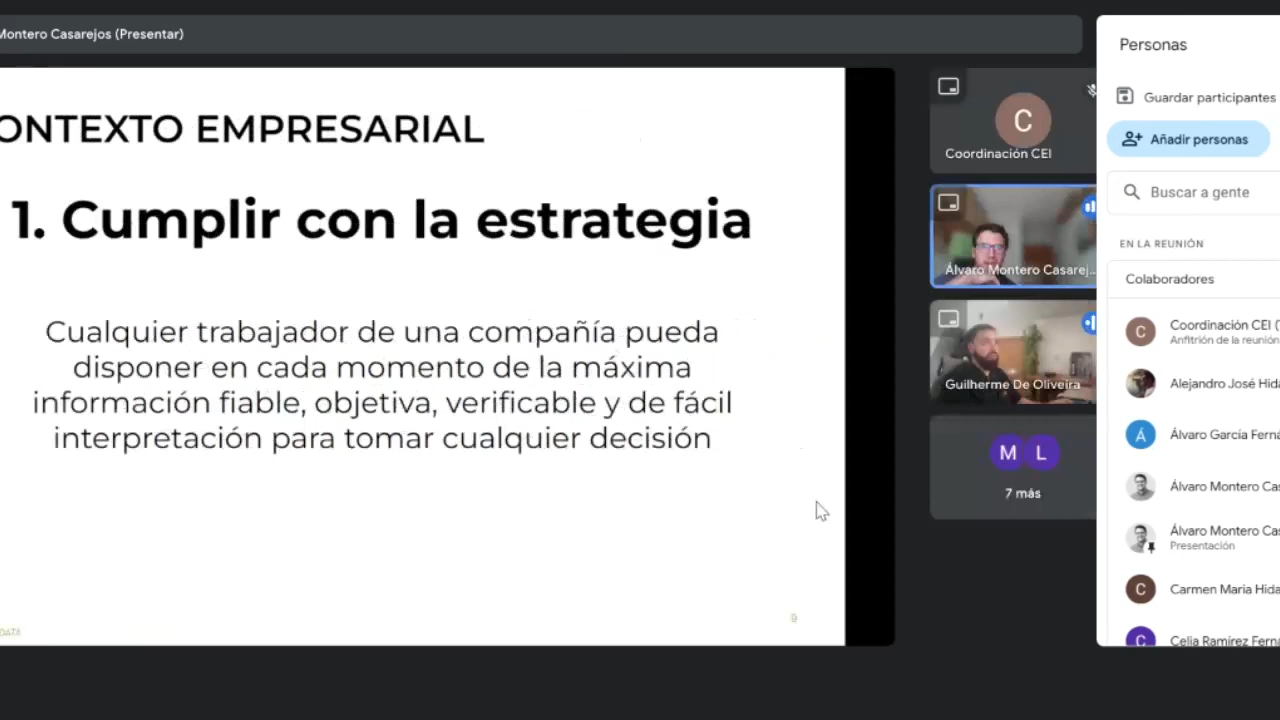 Montero Casarejos (Presentar)
ONTEXTO EMPRESARIAL
1. Cumplir con la estrategia
Cualquier trabajador de una compañía pueda
disponer en cada momento de la máxima
información fiable, objetiva, verificable y de fácil
interpretación para tomar cualquier decisión
DATA
9
C
Coordinación CEI
Álvaro Montero Casarej...
Guilherme De Oliveira
M L
7 más
Personas
Guardar participantes
Añadir personas
Buscar a gente
EN LA REUNIÓN
Colaboradores
C
Coordinación CEI (
Anfitrión de la reunión
Alejandro José Hida
Á
Álvaro García Ferná
Álvaro Montero Cas
Álvaro Montero Cas
Presentación
C
Carmen Maria Hida
C
Celia Ramírez Ferná